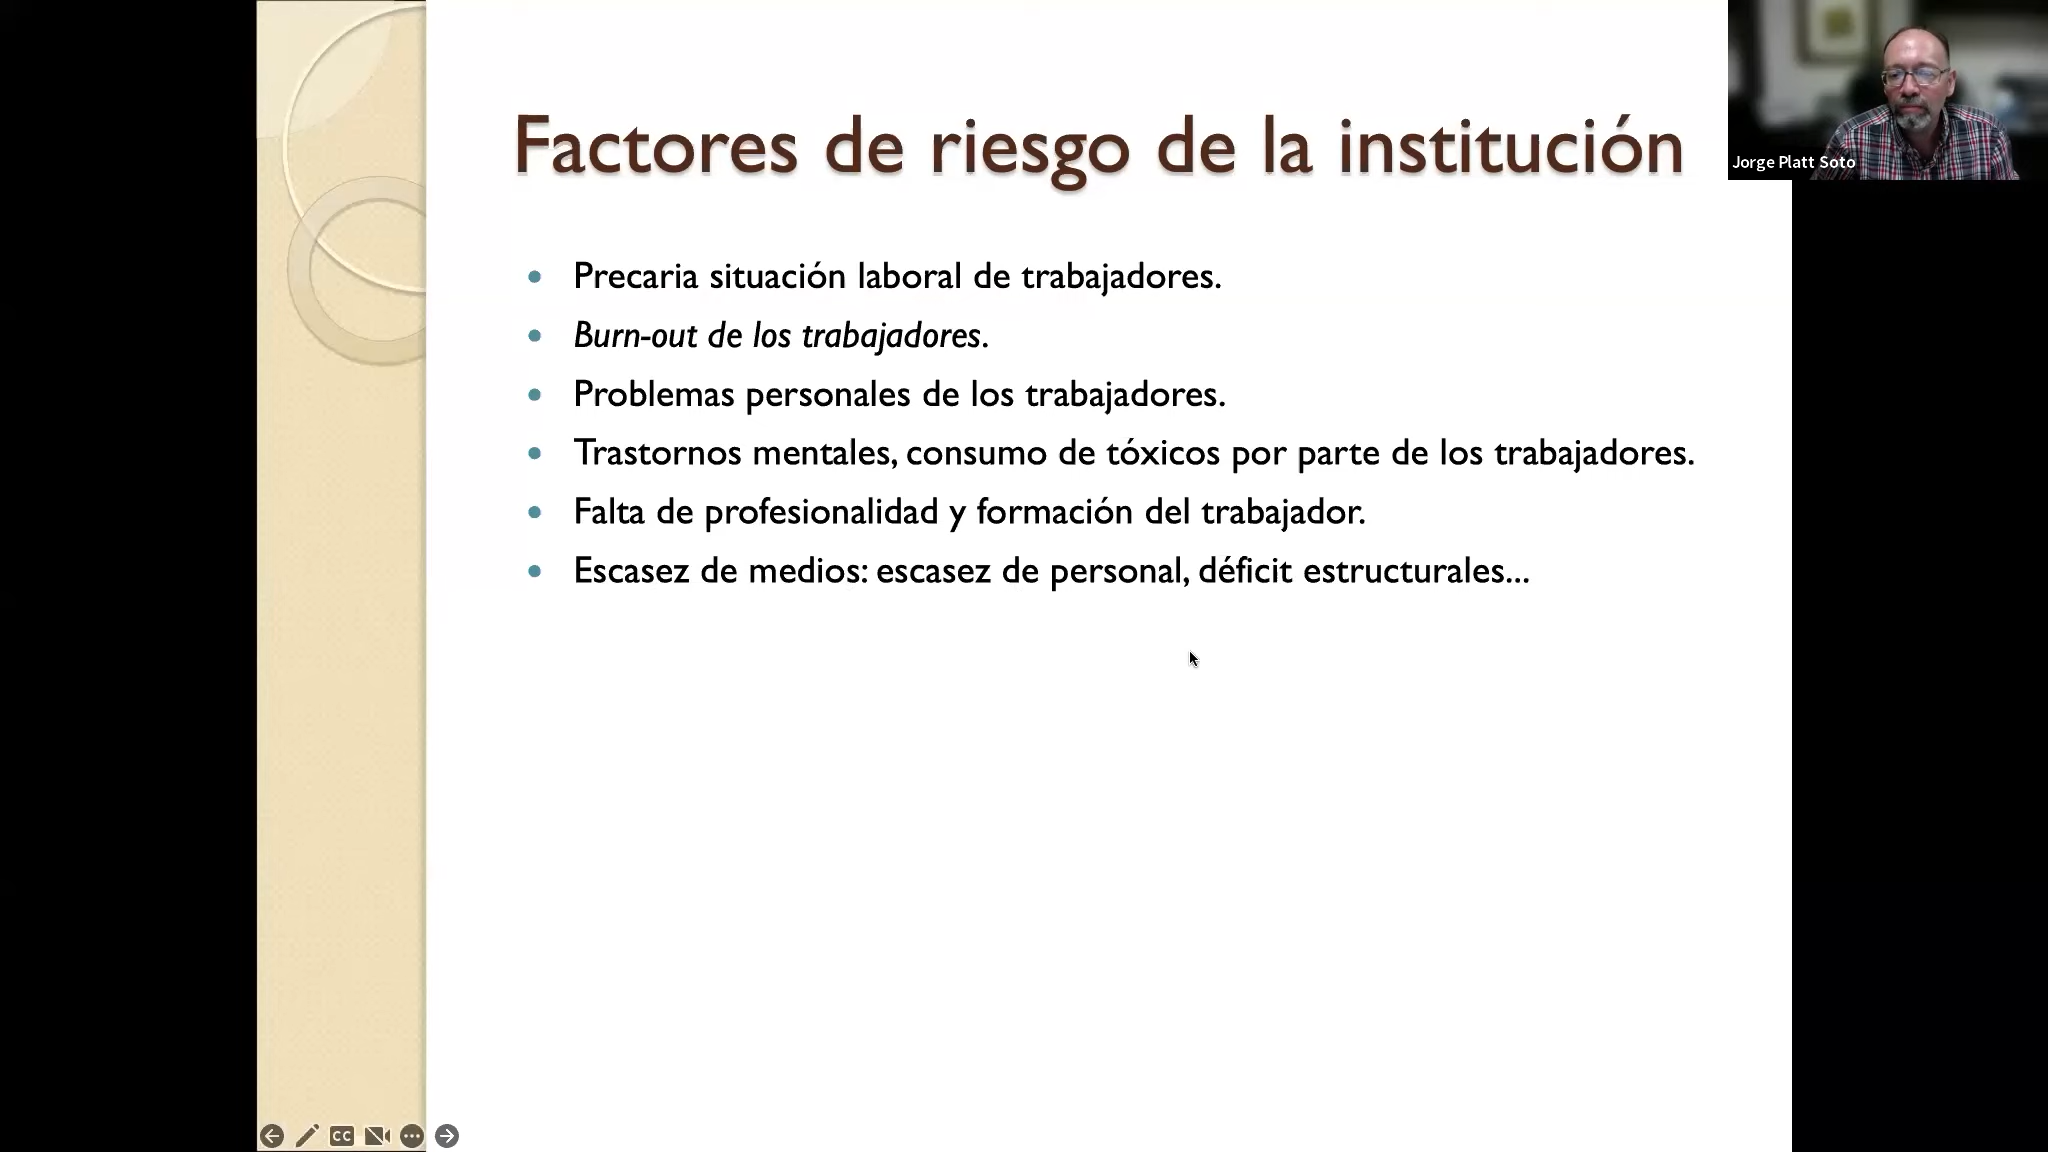 Factores de riesgo de la institución
Jorge Platt Soto
• Precaria situación laboral de trabajadores.
• Burn-out de los trabajadores.
• Problemas personales de los trabajadores.
• Trastornos mentales, consumo de tóxicos por parte de los trabajadores.
• Falta de profesionalidad y formación del trabajador.
• Escasez de medios: escasez de personal, déficit estructurales...
CC